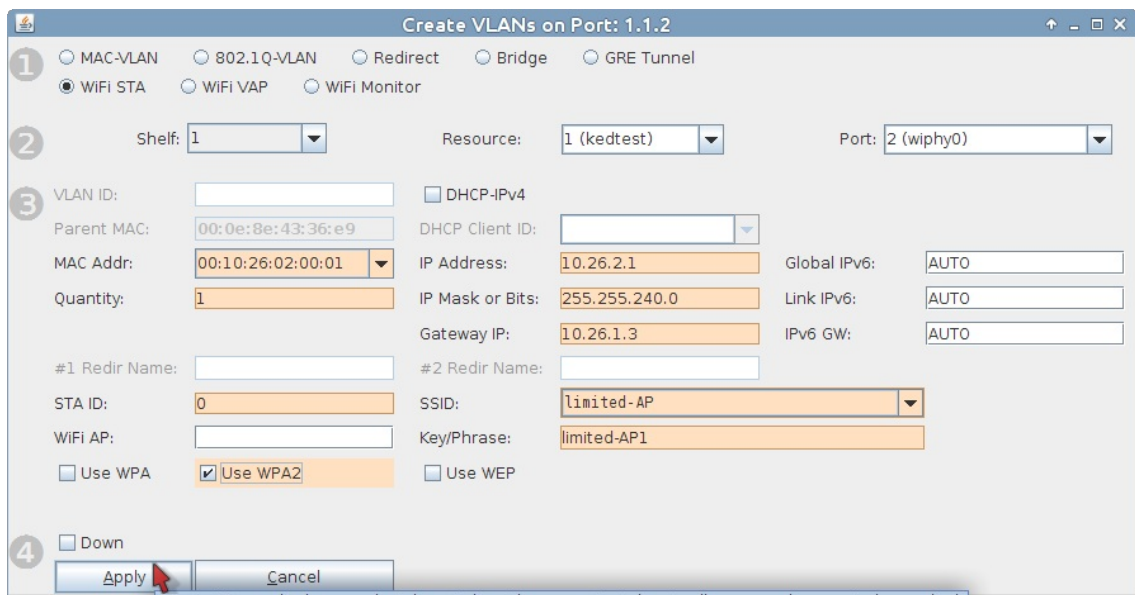 Create VLANs on Port: 1.1.2
1
MAC-VLAN 802.1Q-VLAN Redirect Bridge GRE Tunnel
WiFi STA WiFi VAP WiFi Monitor
2
Shelf: 1 Resource: 1 (kedtest) Port: 2 (wiphy0)
3
VLAN ID: DHCP-IPv4
Parent MAC: 00:0e:8e:43:36:e9 DHCP Client ID:
MAC Addr: 00:10:26:02:00:01 IP Address: 10.26.2.1 Global IPv6: AUTO
Quantity: 1 IP Mask or Bits: 255.255.240.0 Link IPv6: AUTO
Gateway IP: 10.26.1.3 IPv6 GW: AUTO
#1 Redir Name: #2 Redir Name:
STA ID: 0 SSID: limited-AP
WiFi AP: Key/Phrase: limited-AP1
Use WPA Use WPA2 Use WEP
4
Down
Apply Cancel